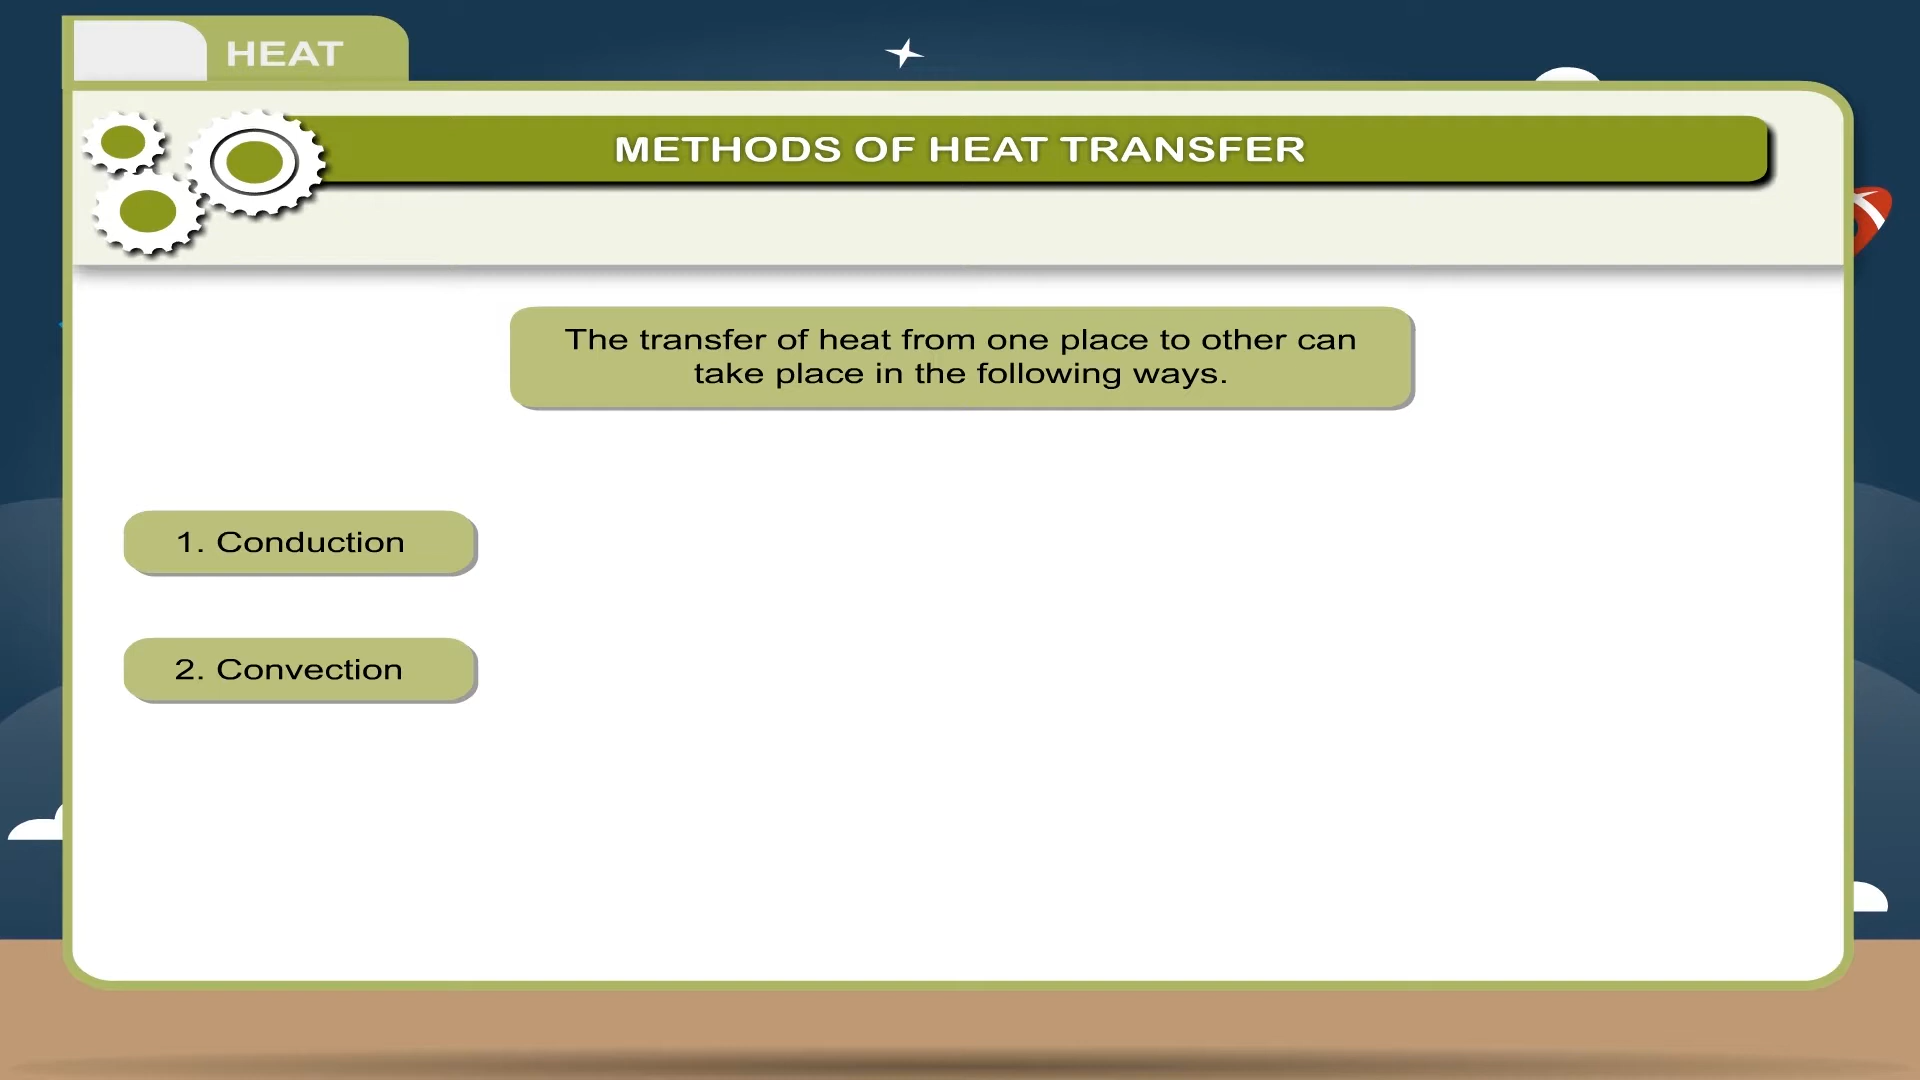 HEAT
METHODS OF HEAT TRANSFER
The transfer of heat from one place to other can
take place in the following ways.
1. Conduction
2. Convection